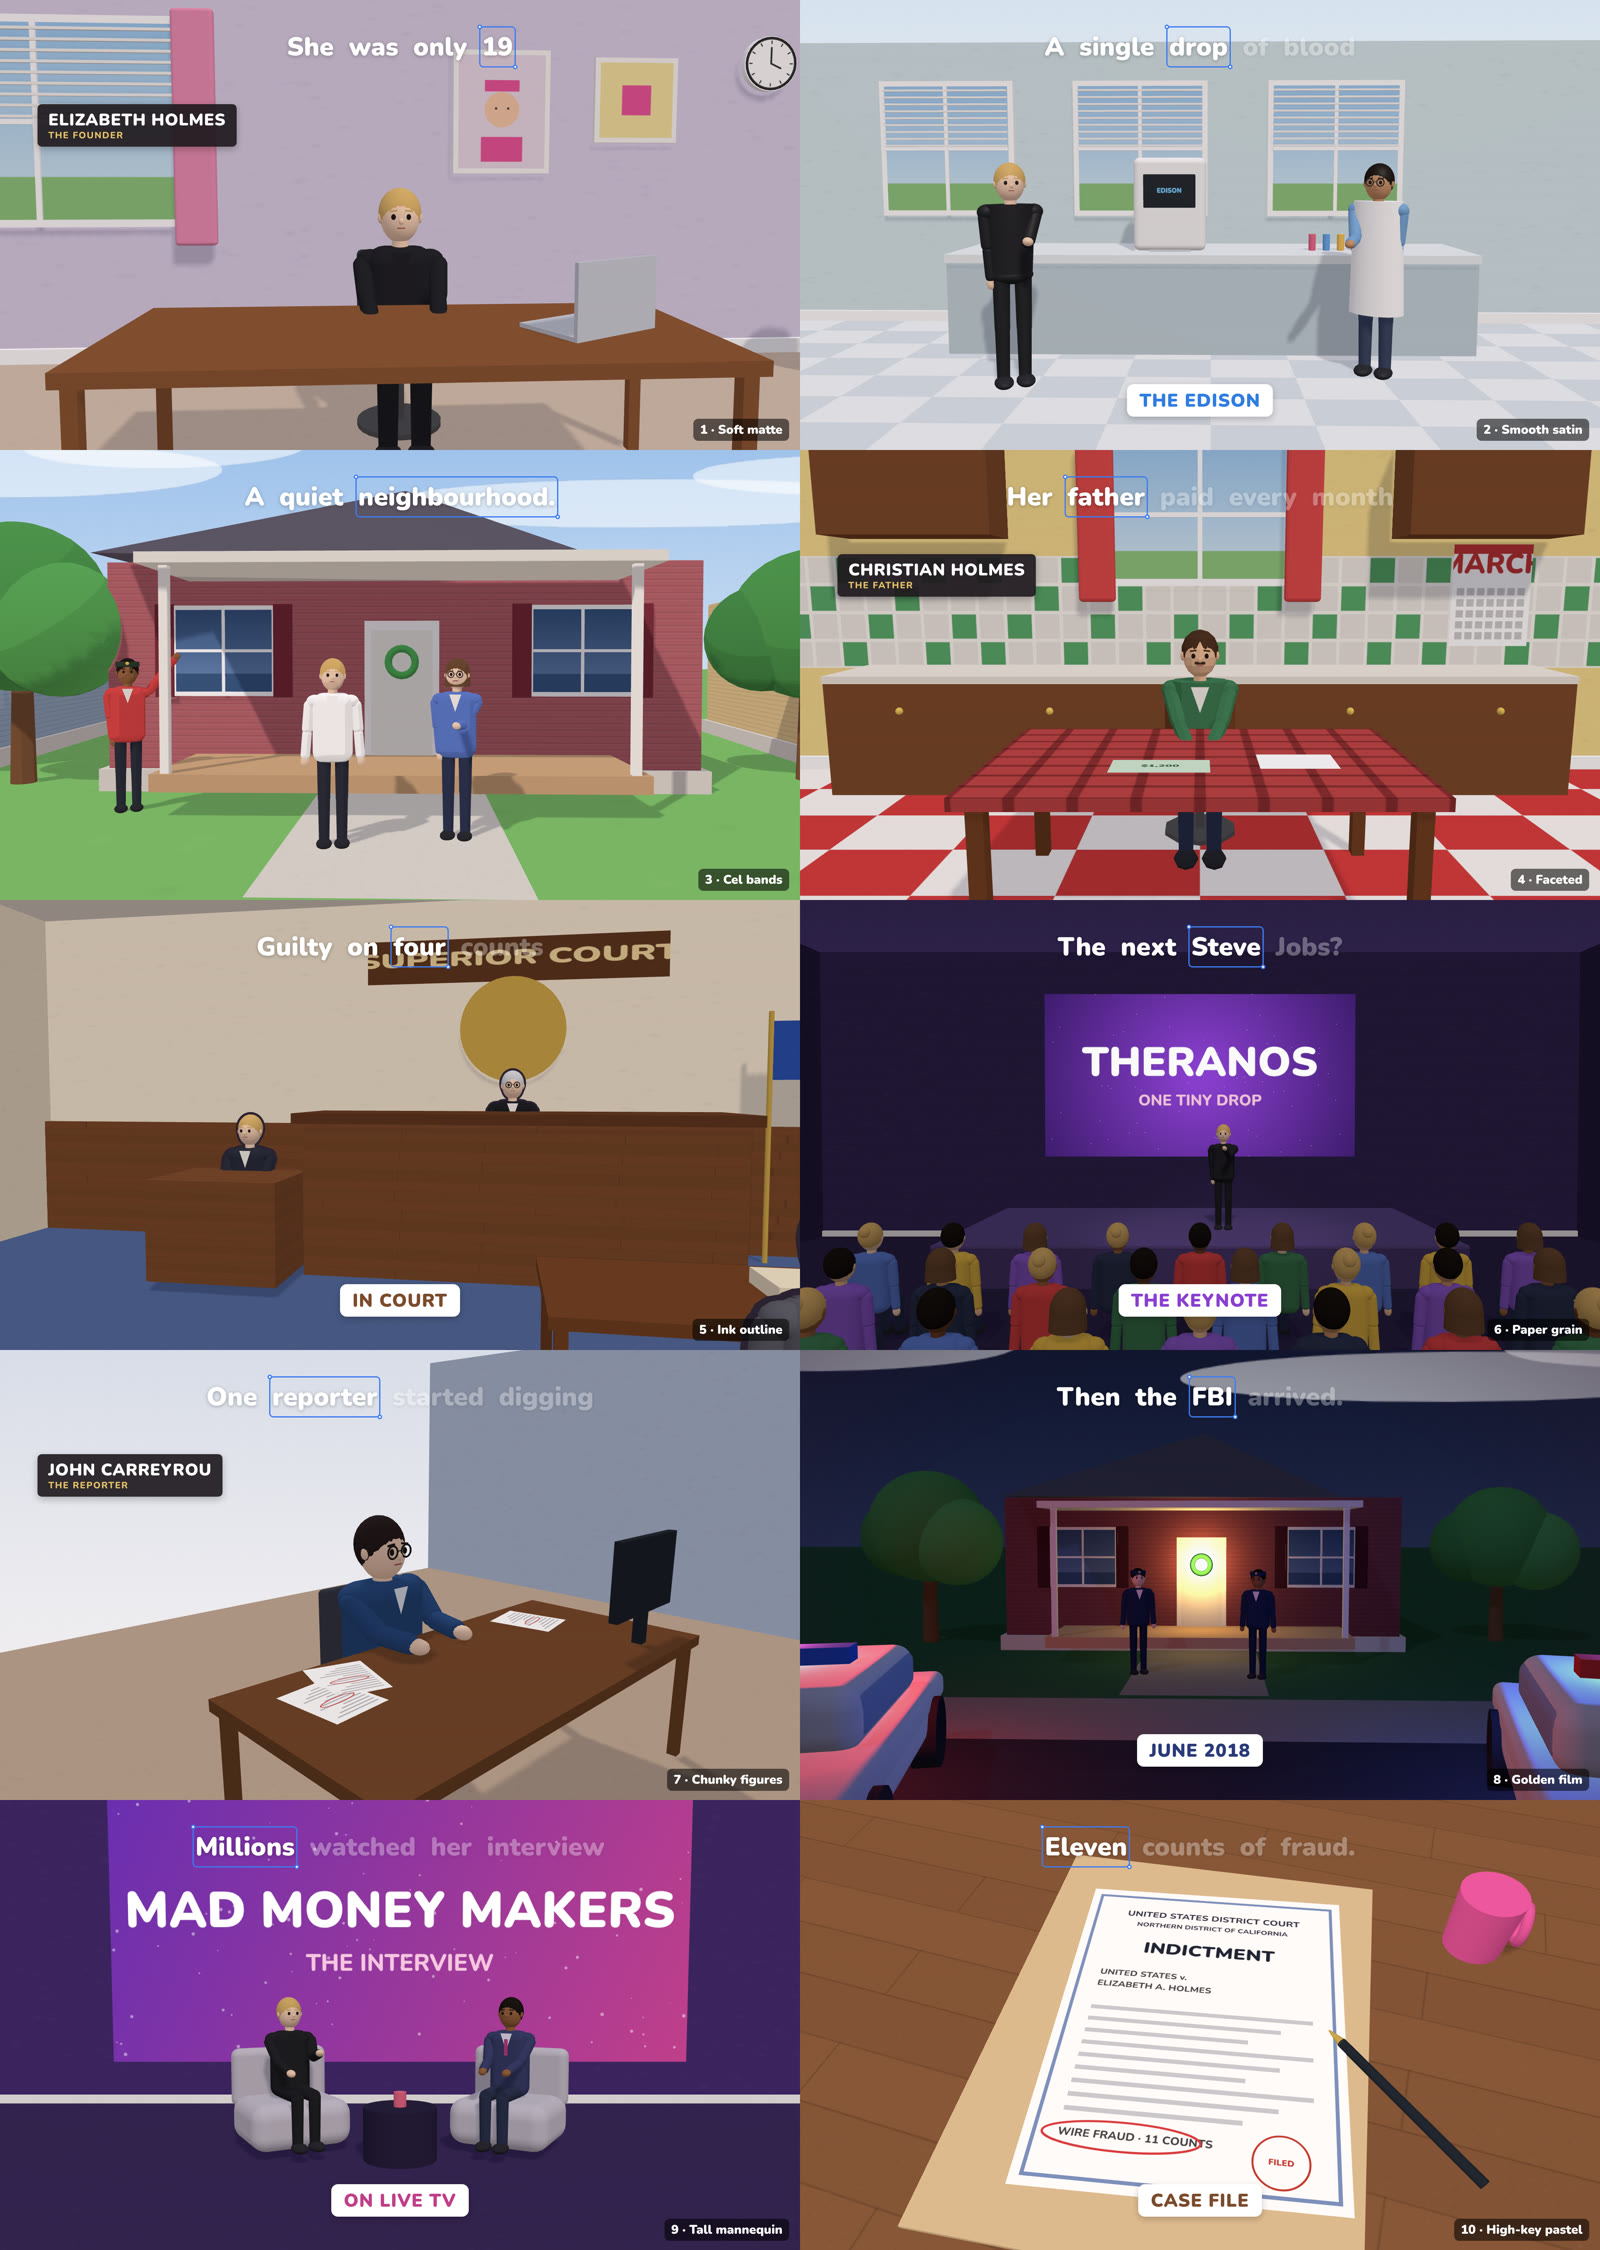 She was only 19
ELIZABETH HOLMES
THE FOUNDER
1 · Soft matte
A single drop of blood
EDISON
THE EDISON
2 · Smooth satin
A quiet neighbourhood.
3 · Cel bands
Her father paid every month
CHRISTIAN HOLMES
THE FATHER
MARCH
$1,200
4 · Faceted
Guilty on four counts
SUPERIOR COURT
IN COURT
5 · Ink outline
The next Steve Jobs?
THERANOS
ONE TINY DROP
THE KEYNOTE
6 · Paper grain
One reporter started digging
JOHN CARREYROU
THE REPORTER
7 · Chunky figures
Then the FBI arrived.
JUNE 2018
8 · Golden film
Millions watched her interview
MAD MONEY MAKERS
THE INTERVIEW
ON LIVE TV
9 · Tall mannequin
Eleven counts of fraud.
UNITED STATES DISTRICT COURT
NORTHERN DISTRICT OF CALIFORNIA
INDICTMENT
UNITED STATES v.
ELIZABETH A. HOLMES
WIRE FRAUD · 11 COUNTS
FILED
CASE FILE
10 · High-key pastel